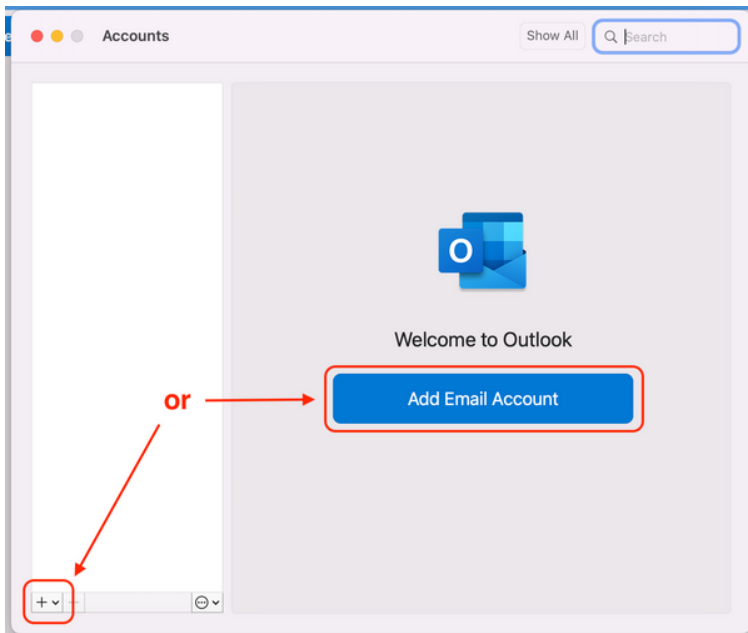 Accounts
Show All
Search
O
Welcome to Outlook
or
Add Email Account